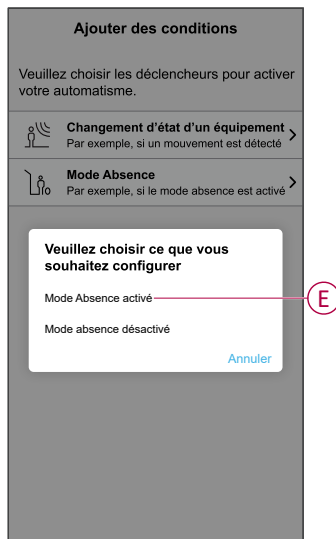 Ajouter des conditions
Veuillez choisir les déclencheurs pour activer
votre automatisme.
Changement d'état d'un équipement
Par exemple, si un mouvement est détecté
Mode Absence
Par exemple, si le mode absence est activé
Veuillez choisir ce que vous
souhaitez configurer
Mode Absence activé
E
Mode absence désactivé
Annuler